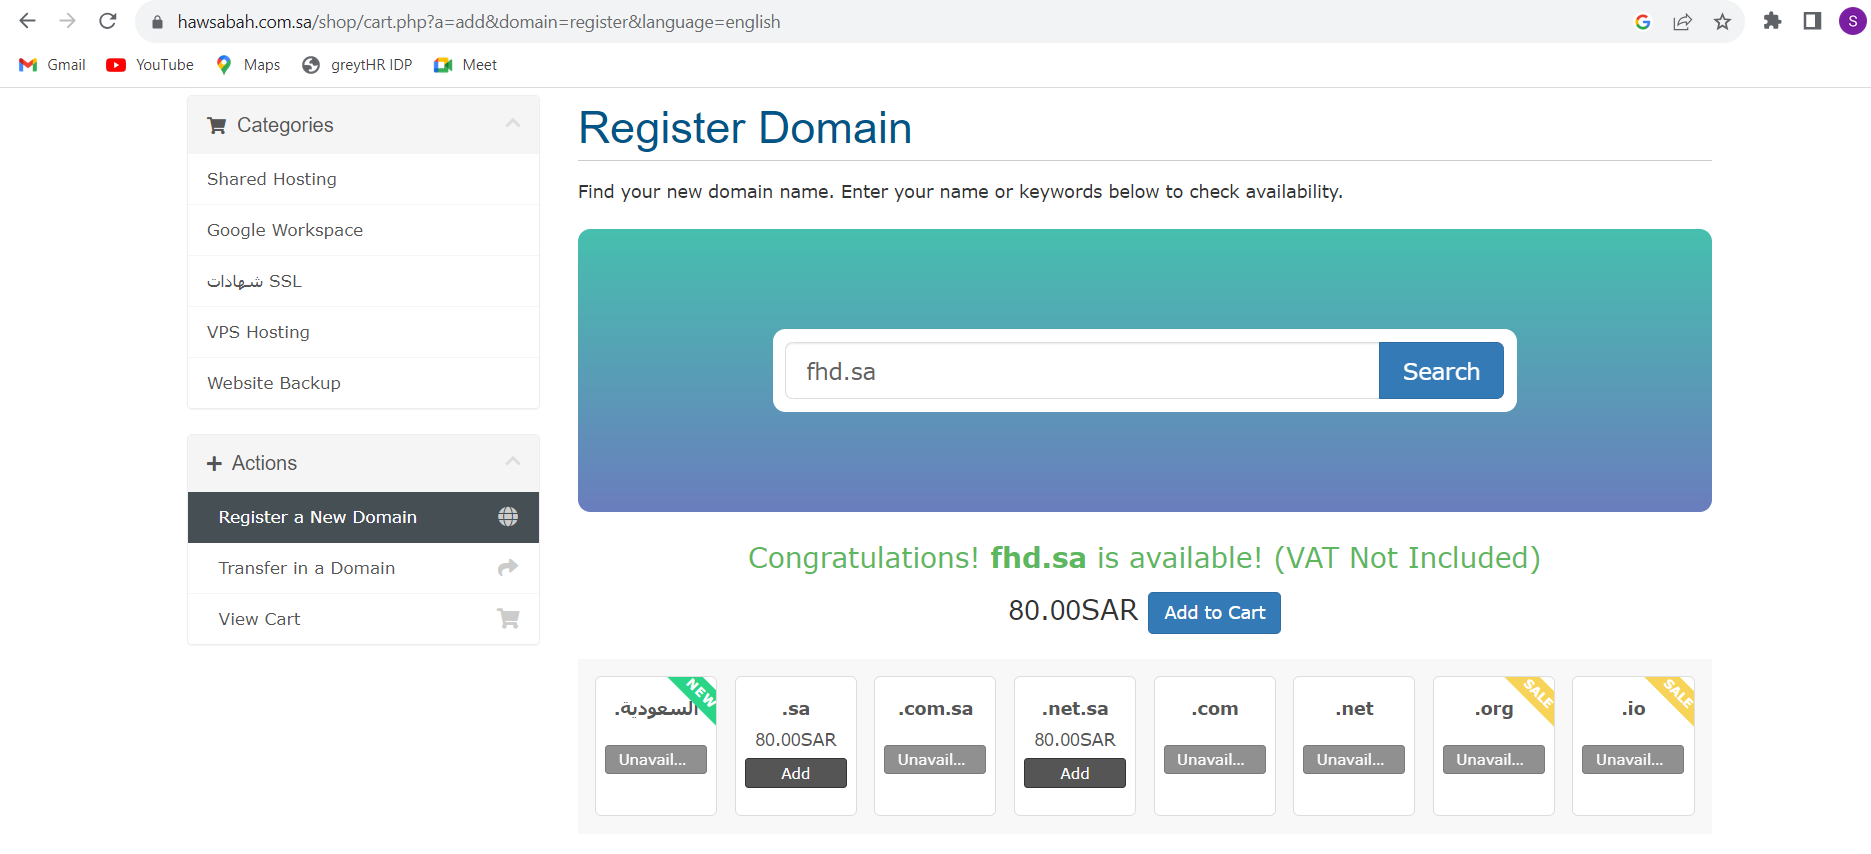 hawsabah.com.sa/shop/cart.php?a=add&domain=register&language=english
S
Gmail YouTube Maps greytHR IDP Meet
Categories
Shared Hosting
Google Workspace
شهادات SSL
VPS Hosting
Website Backup
Actions
Register a New Domain
Transfer in a Domain
View Cart
Register Domain
Find your new domain name. Enter your name or keywords below to check availability.
fhd.sa Search
Congratulations! fhd.sa is available! (VAT Not Included)
80.00SAR Add to Cart
NEW SALE SALE
.السعودية .sa .com.sa .net.sa .com .net .org .io
80.00SAR 80.00SAR
Unavail... Add Unavail... Add Unavail... Unavail... Unavail... Unavail...